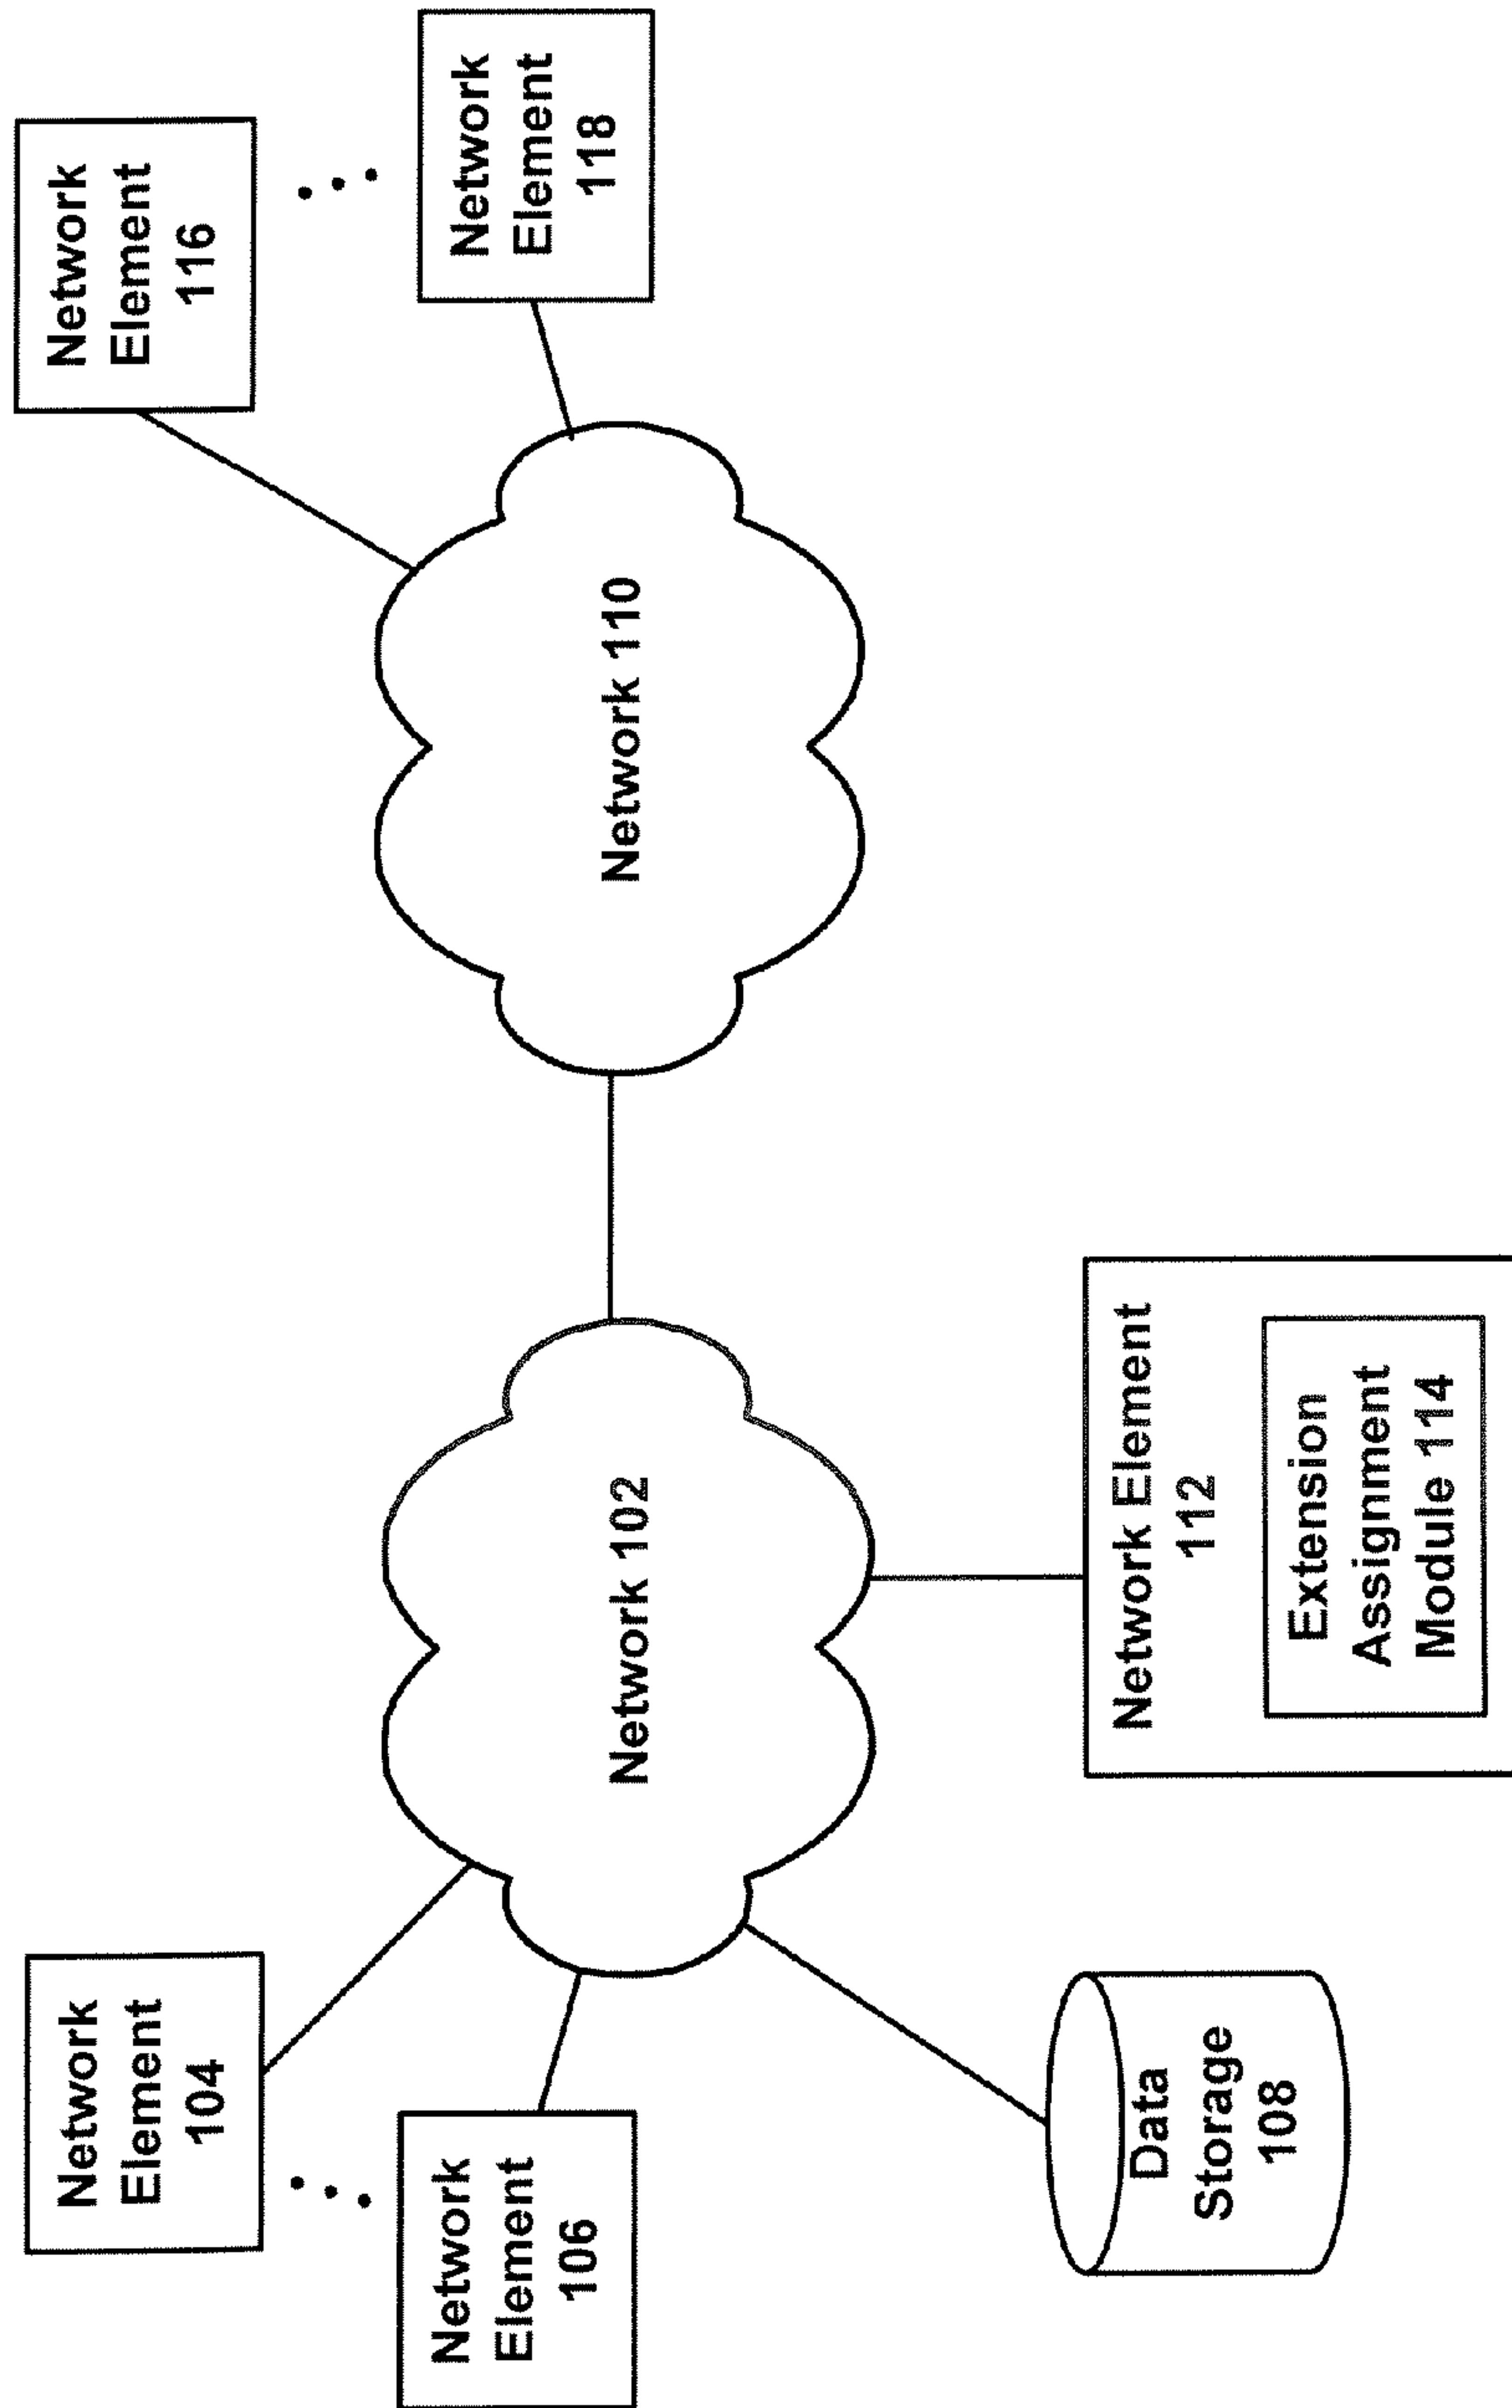 Network
Element
104
Network
Element
106
Data
Storage
108
Network 102
Network Element
112
Extension
Assignment
Module 114
Network 110
Network
Element
116
Network
Element
118